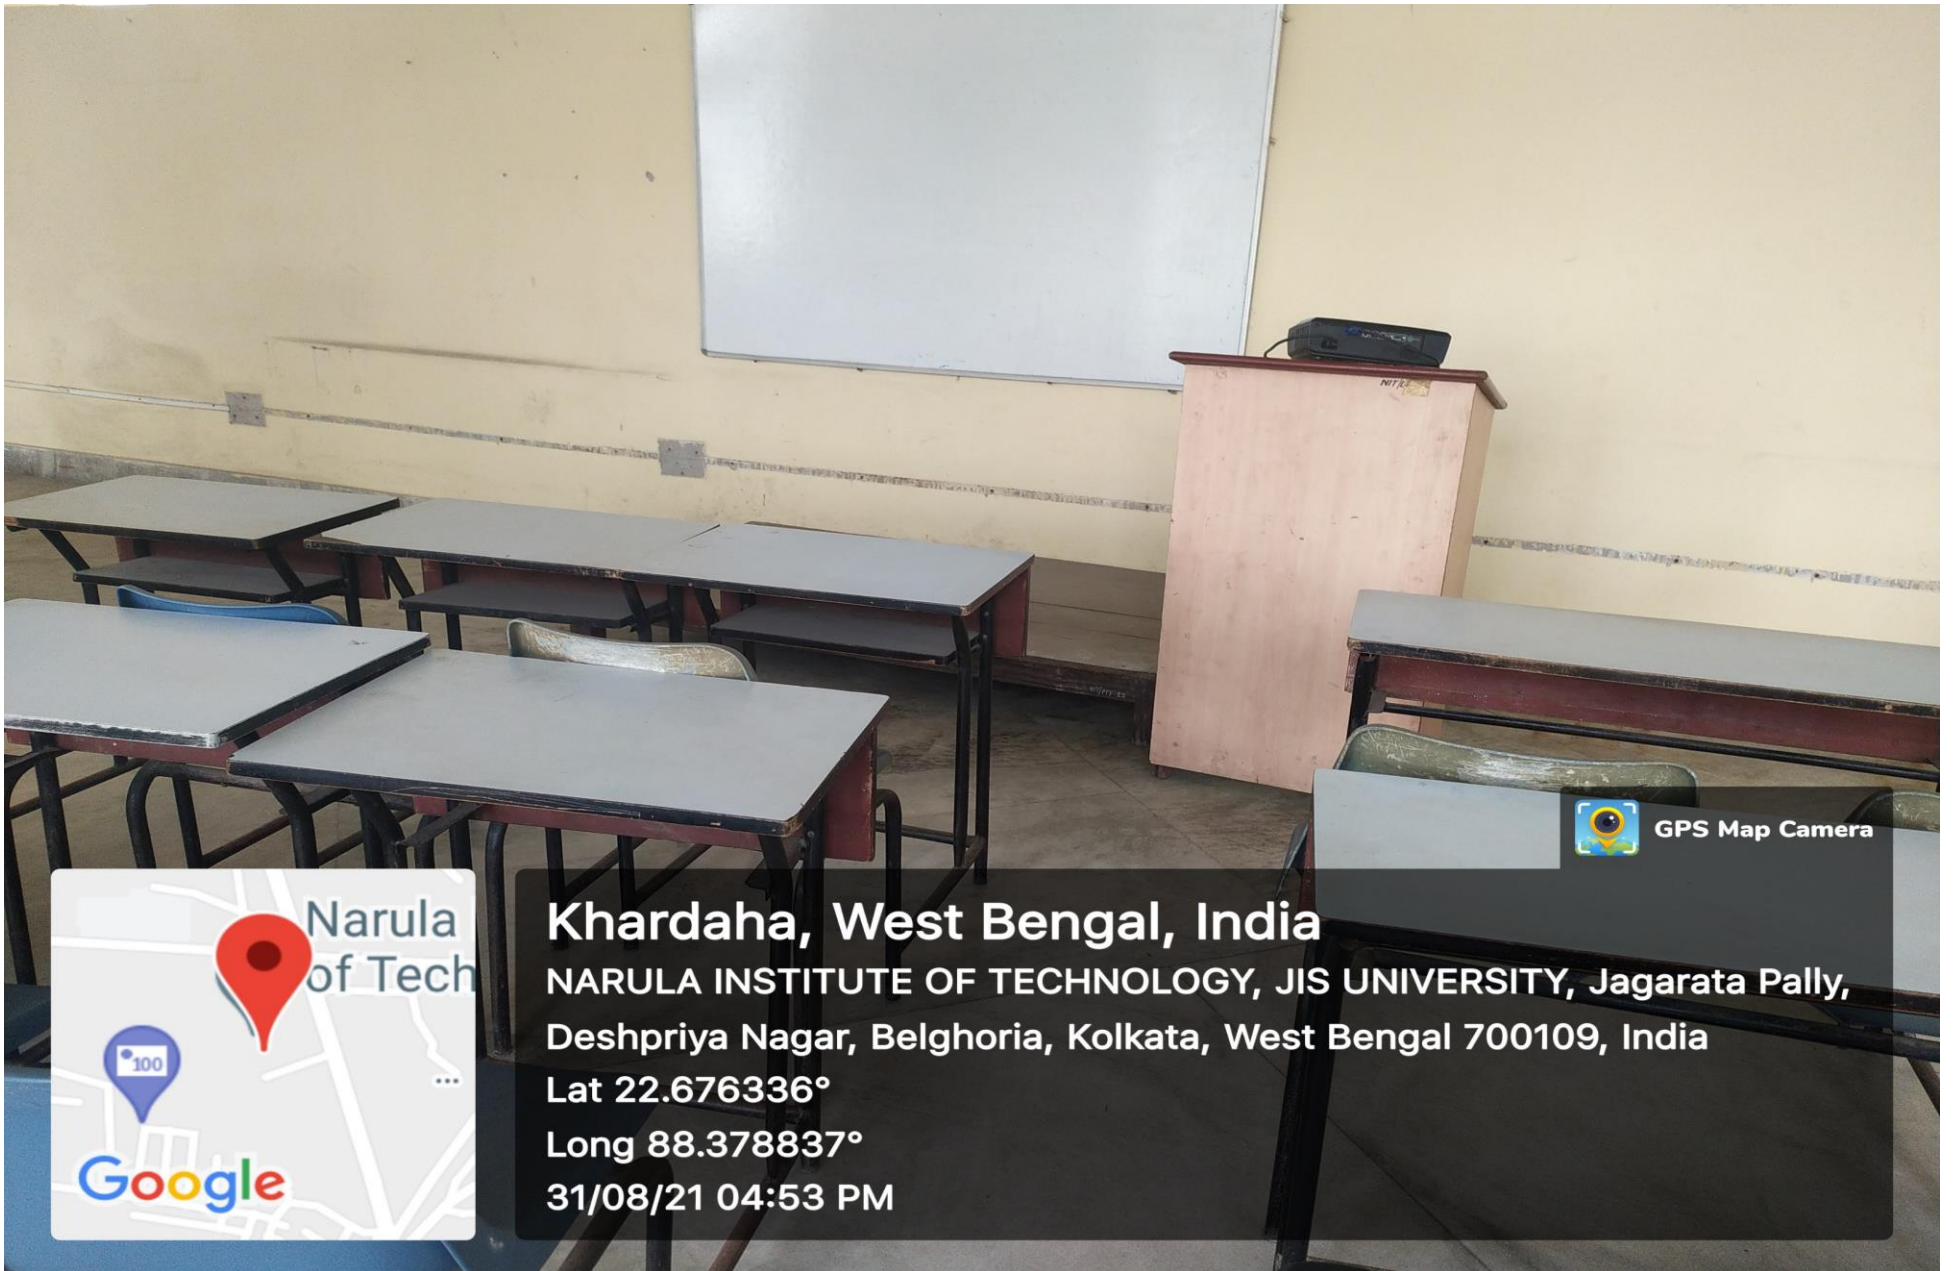 NIT/
GPS Map Camera
Narula
of Tech
100
Google
Khardaha, West Bengal, India
NARULA INSTITUTE OF TECHNOLOGY, JIS UNIVERSITY, Jagarata Pally,
Deshpriya Nagar, Belghoria, Kolkata, West Bengal 700109, India
Lat 22.676336°
Long 88.378837°
31/08/21 04:53 PM